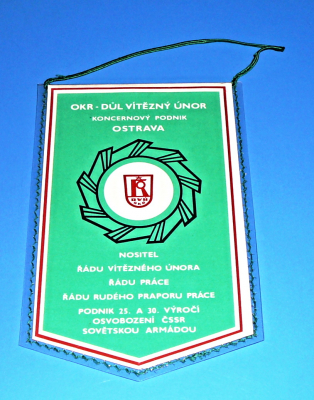 OKR - DŮL VÍTĚZNÝ ÚNOR
KONCERNOVÝ PODNIK
OSTRAVA
NOSITEL
ŘÁDU VÍTĚZNÉHO ÚNORA
ŘÁDU PRÁCE
ŘÁDU RUDÉHO PRAPORU PRÁCE
PODNIK 25. A 30. VÝROČÍ
OSVOBOZENÍ ČSSR
SOVĚTSKOU ARMÁDOU